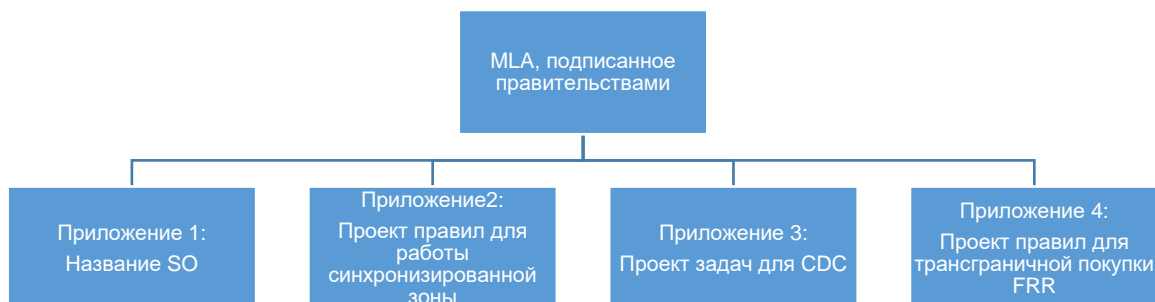 MLA, подписанное
правительствами
Приложение 1:
Название SO
Приложение2:
Проект правил для
работы
синхронизированной
зоны
Приложение 3:
Проект задач для CDC
Приложение 4:
Проект правил для
трансграничной покупки
FRR